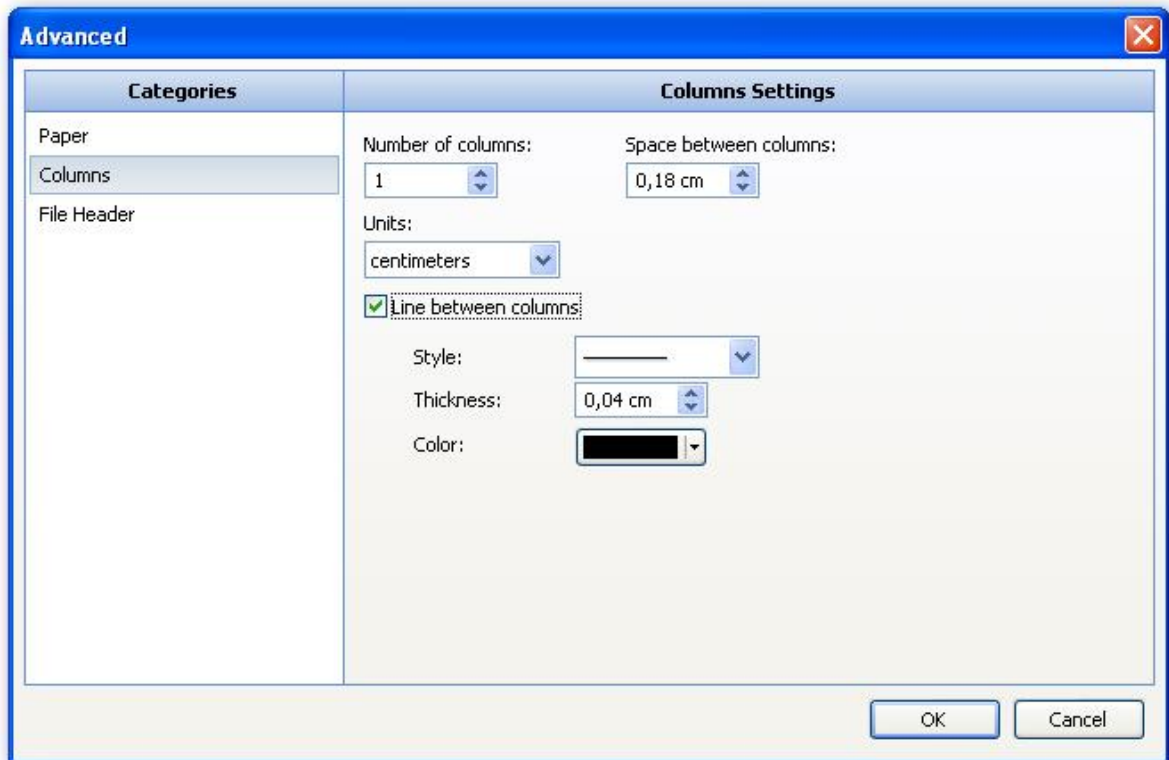 Advanced
Categories
Columns Settings
Paper
Columns
File Header
Number of columns:
Space between columns:
1
0,18 cm
Units:
centimeters
Line between columns
Style:
Thickness:
0,04 cm
Color:
OK
Cancel